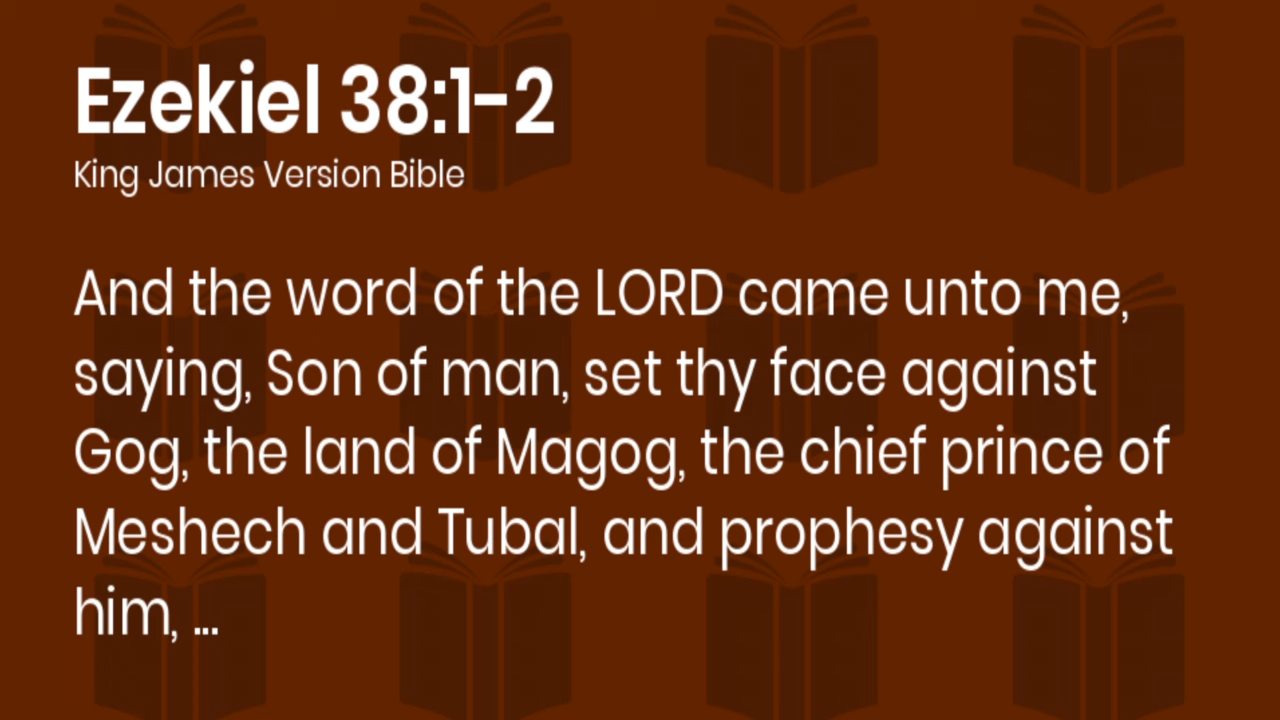 Ezekiel 38:1-2
King James Version Bible
And the word of the LORD came unto me,
saying, Son of man, set thy face against
Gog, the land of Magog, the chief prince of
Meshech and Tubal, and prophesy against
him, ...